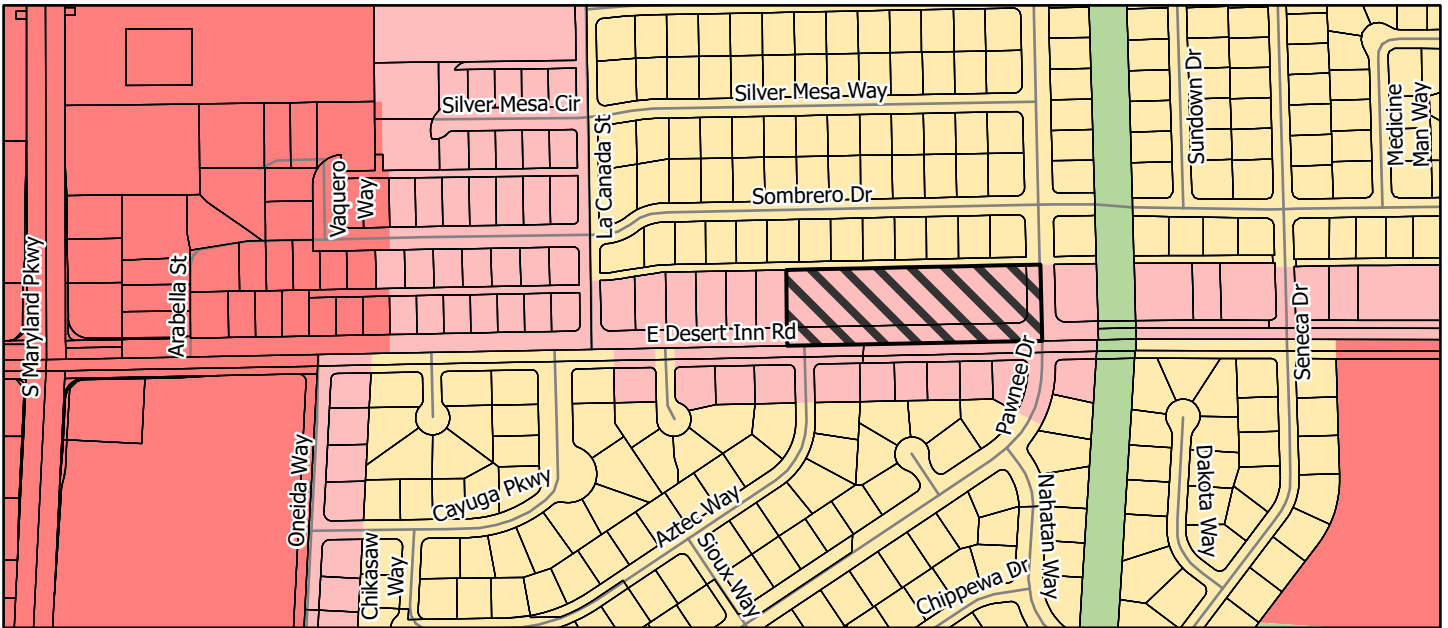 Silver Mesa Cir
Silver Mesa Way
Sundown Dr
Medicine
Man Way
La Canada St
Vaquero
Way
Sombrero Dr
S Maryland Pkwy
Arabella St
E Desert Inn Rd
Seneca Dr
Pawnee Dr
Oneida Way
Cayuga Pkwy
Aztec Way
Dakota Way
Nahatan Way
Chikasaw
Way
Sioux Way
Chippewa Dr